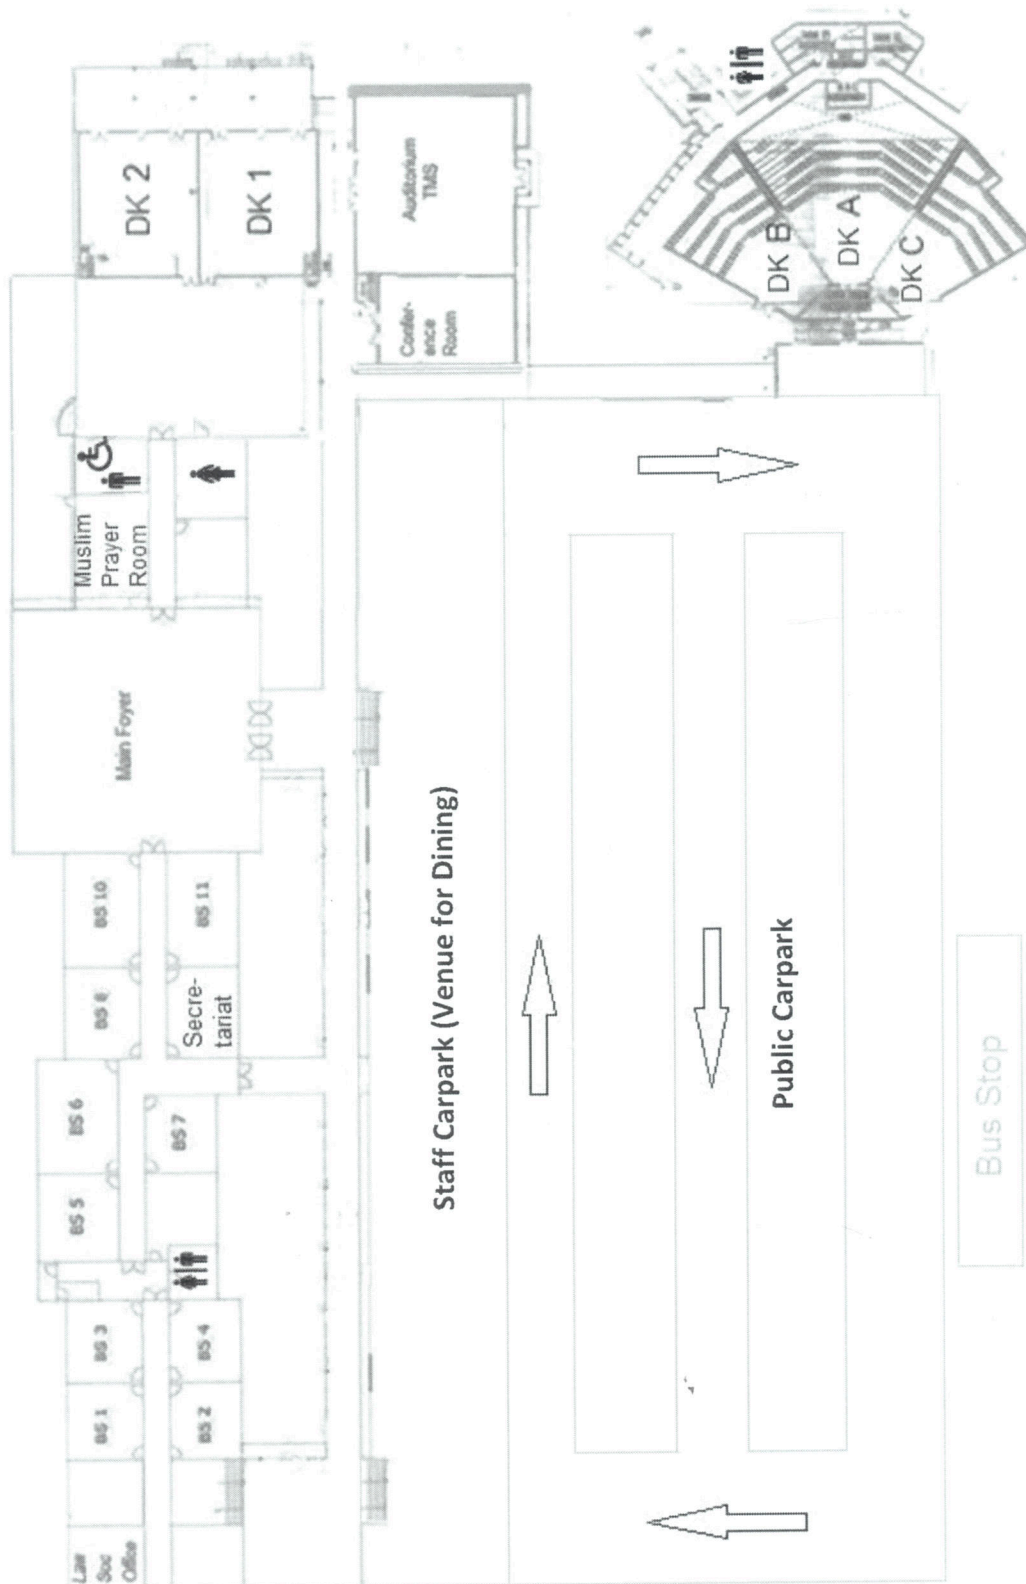 Law
Soc
Office
BS 1
BS 3
BS 2
BS 4
BS 5
BS 6
BS 7
BS 8
BS 10
Secre-
tariat
BS 11
Main Foyer
Muslim
Prayer
Room
DK 2
DK 1
Confer-
ence
Room
Auditorium
TMS
DK B
DK A
DK C
Staff Carpark (Venue for Dining)
Public Carpark
Bus Stop